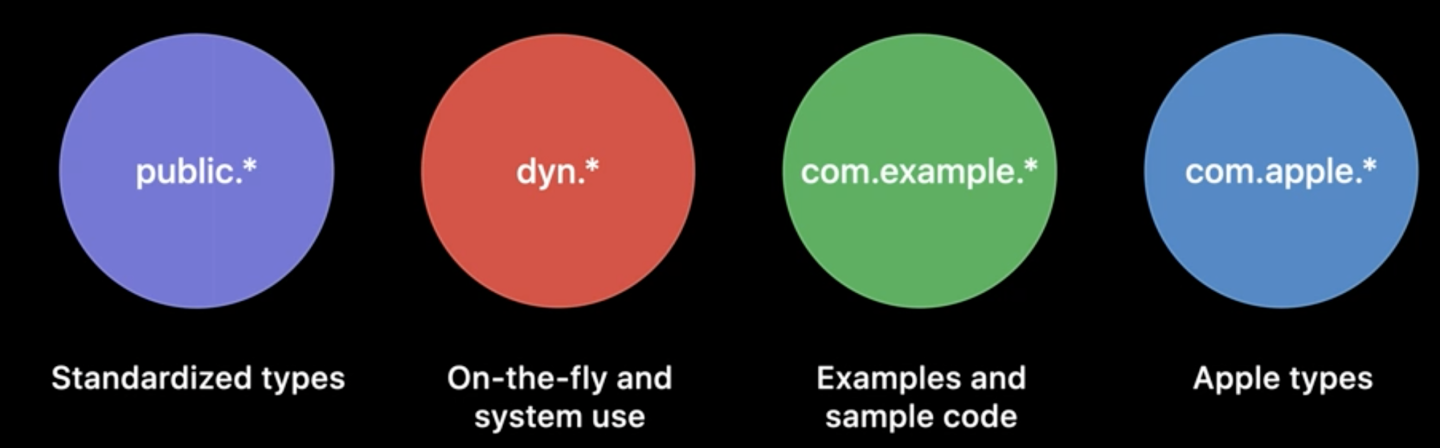 public.*
dyn.*
com.example.*
com.apple.*
Standardized types
On-the-fly and
system use
Examples and
sample code
Apple types